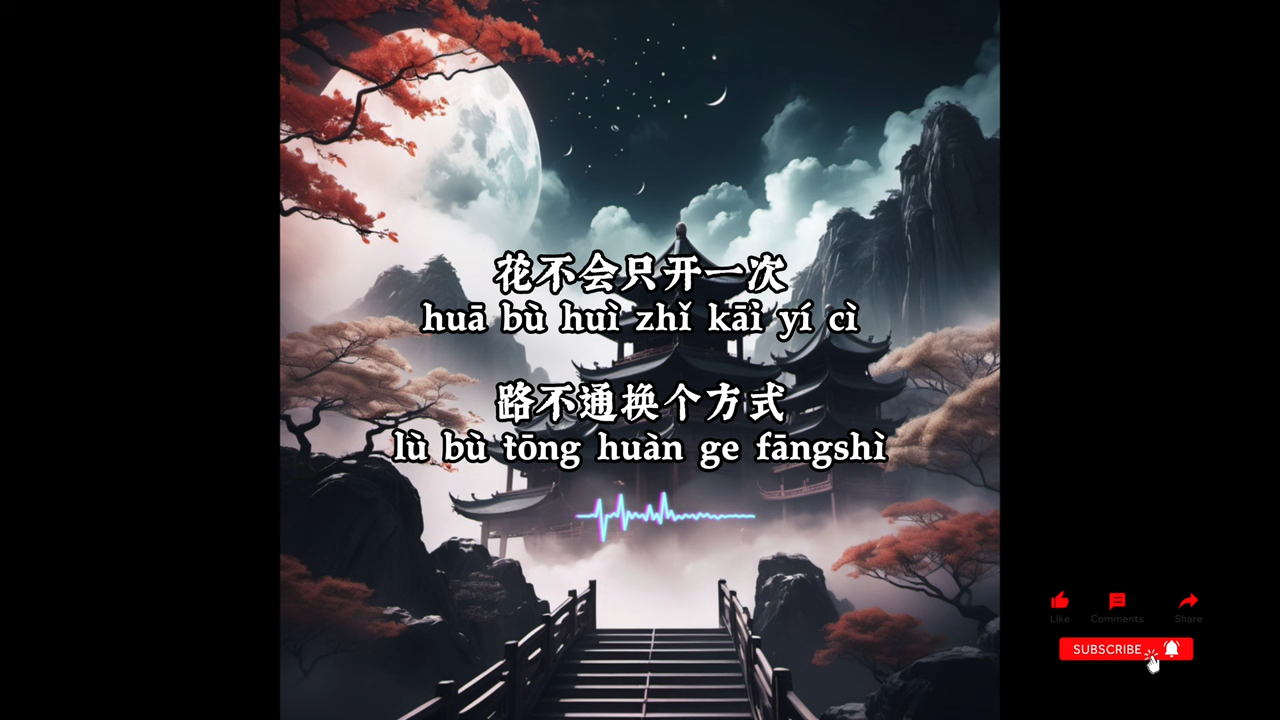 花不会只开一次
huā bù huì zhǐ kāi yí cì
路不通换个方式
lù bù tōng huàn ge fāngshì
Like Comments Share
SUBSCRIBE